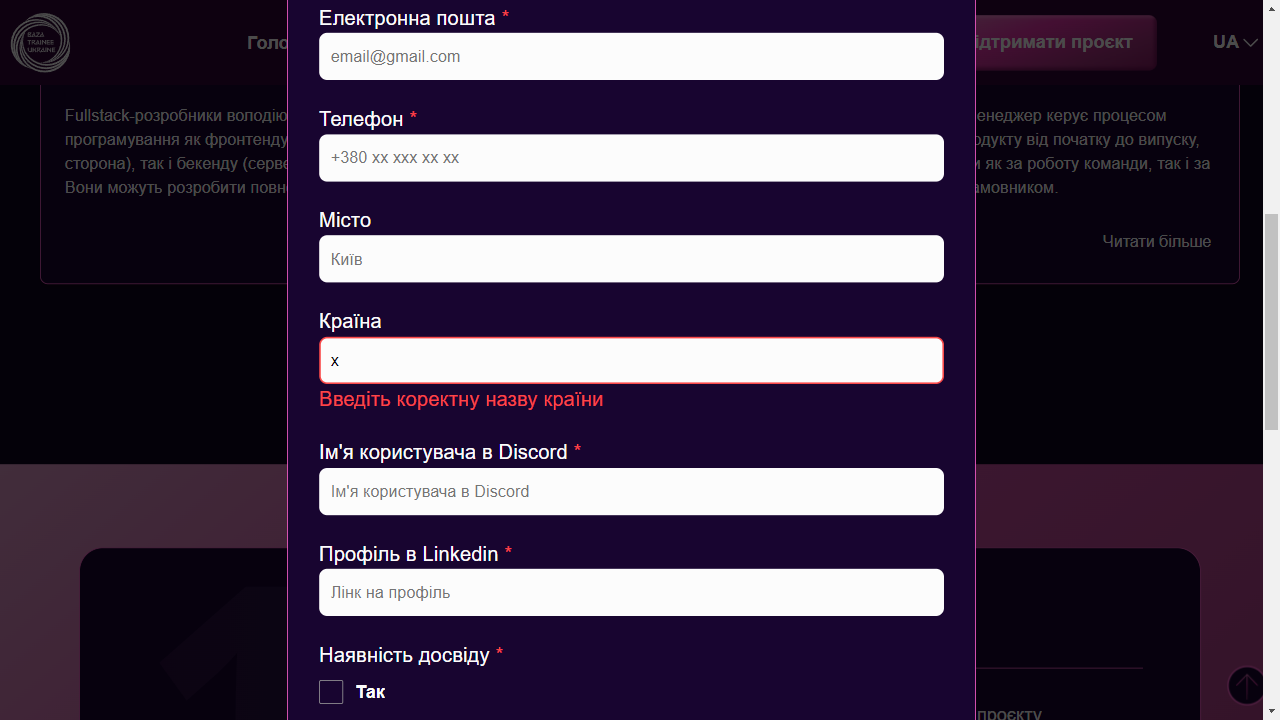 Електронна пошта *
email@gmail.com
BAZA
TRAINEE
UKRAINE
Голо
ідтримати проєкт
UA
Fullstack-розробники володію
програмування як фронтенду
сторона), так і бекенду (серве
Вони можуть розробити повн
енеджер керує процесом
одукту від початку до випуску,
и як за роботу команди, так і за
амовником.
Читати більше
Телефон *
+380 xx xxx xx xx
Місто
Київ
Країна
x
Введіть коректну назву країни
Ім'я користувача в Discord *
Ім'я користувача в Discord
Профіль в Linkedin *
Лінк на профіль
Наявність досвіду *
Так
1
проєкту